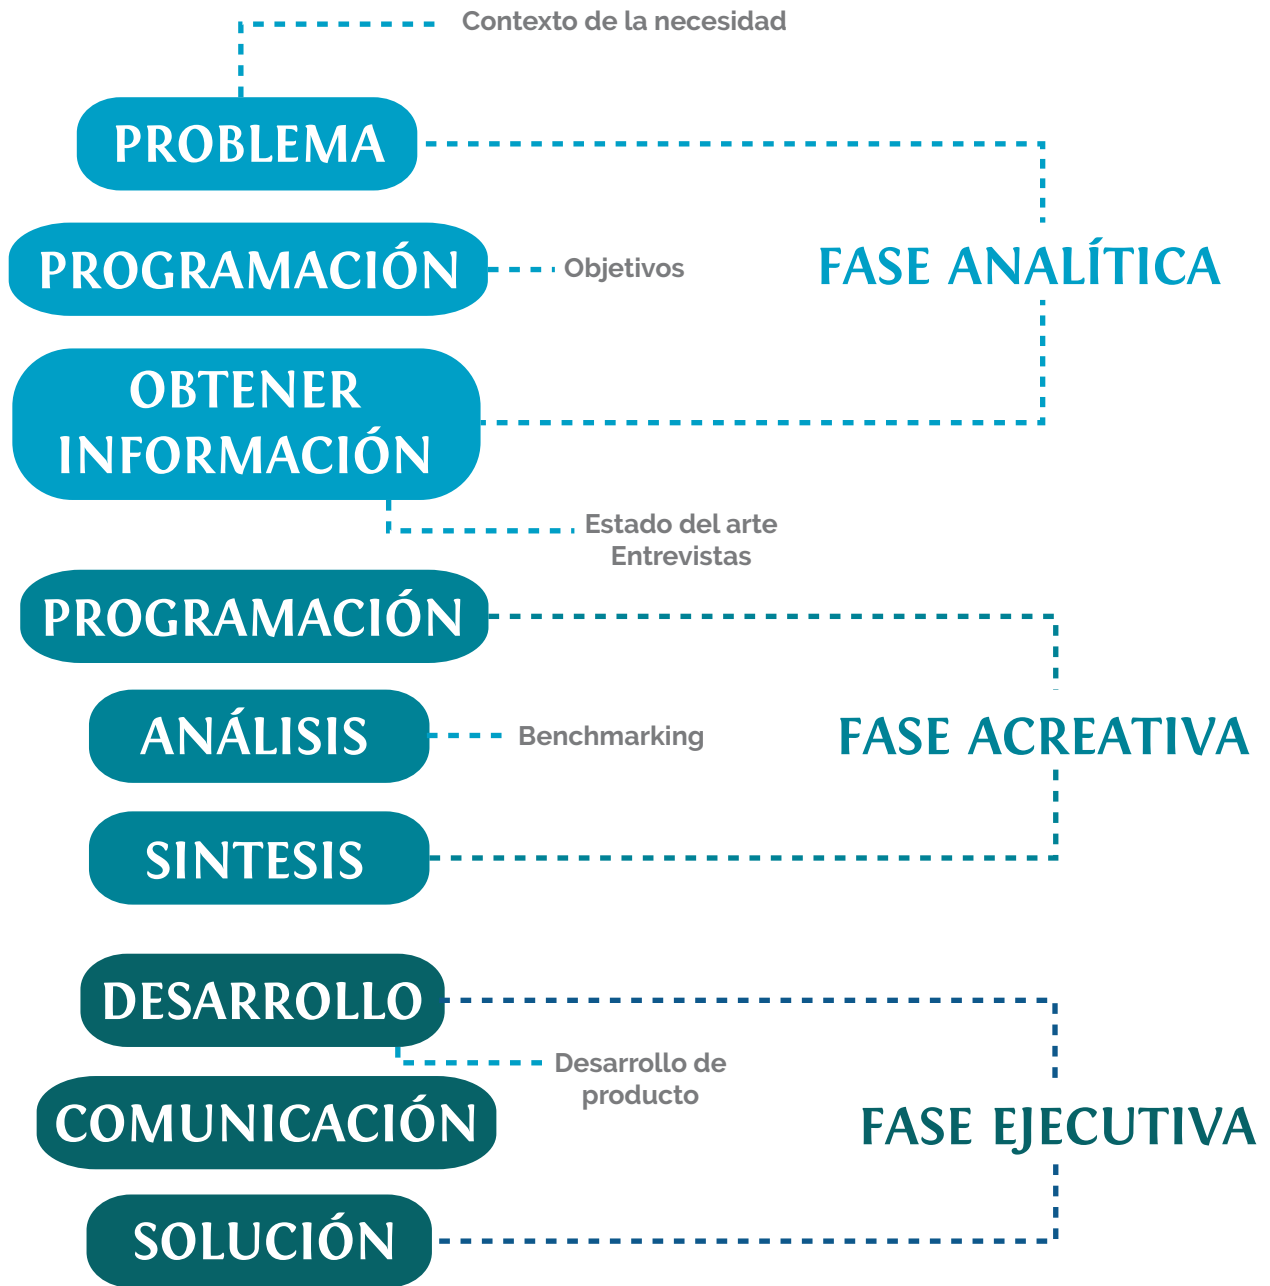 Contexto de la necesidad
PROBLEMA
PROGRAMACIÓN
Objetivos
FASE ANALÍTICA
OBTENER
INFORMACIÓN
Estado del arte
Entrevistas
PROGRAMACIÓN
ANÁLISIS
Benchmarking
FASE ACREATIVA
SINTESIS
DESARROLLO
Desarrollo de
producto
COMUNICACIÓN
FASE EJECUTIVA
SOLUCIÓN